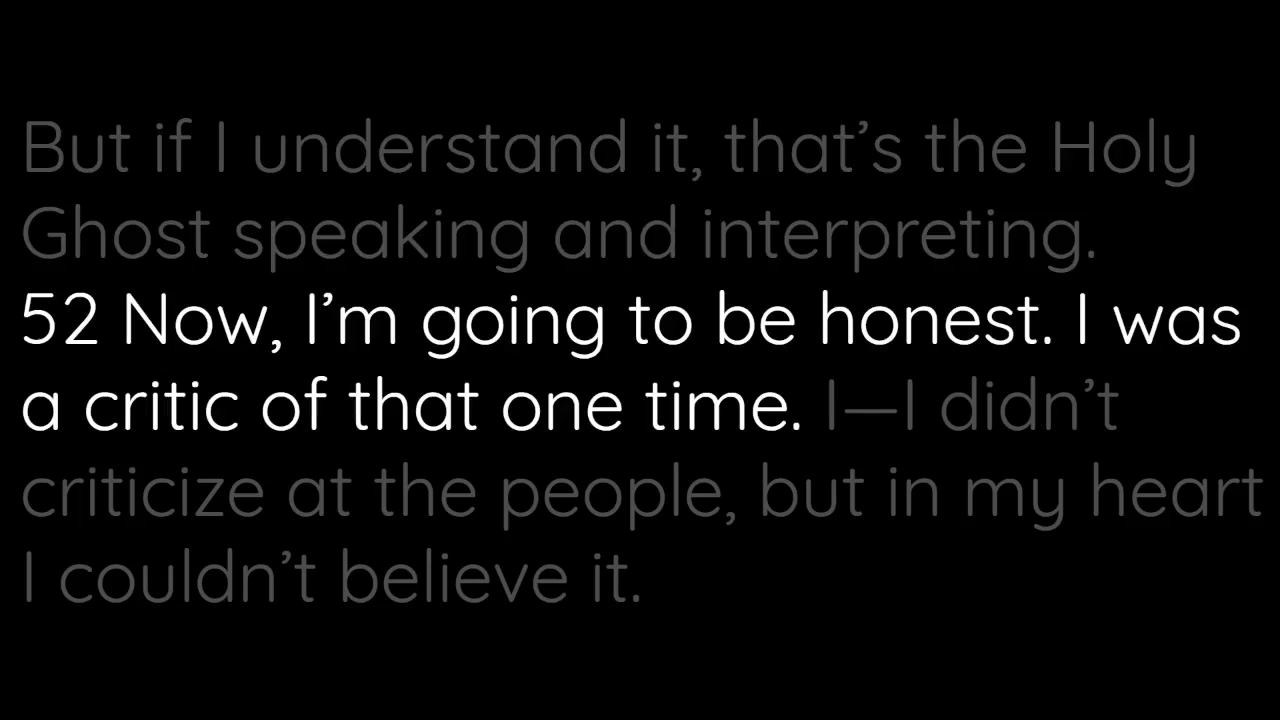 But if I understand it, that’s the Holy
Ghost speaking and interpreting.
52 Now, I’m going to be honest. I was
a critic of that one time. I—I didn’t
criticize at the people, but in my heart
I couldn’t believe it.